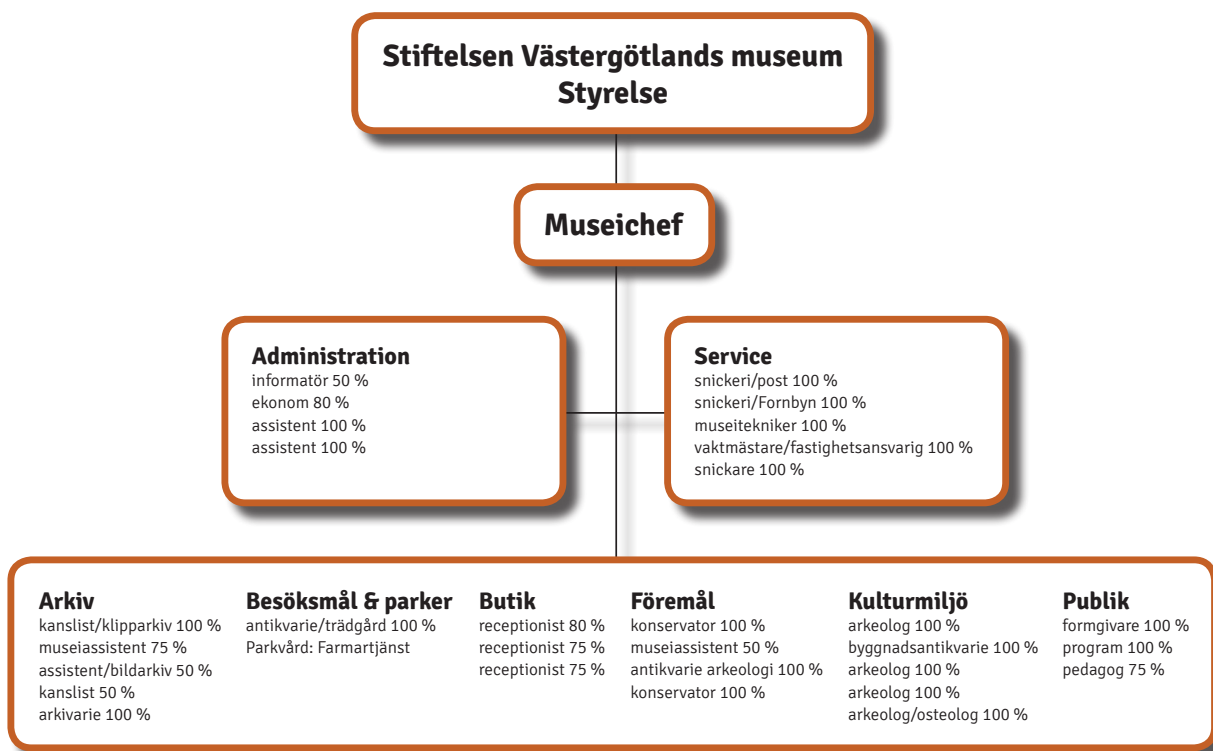 Stiftelsen Västergötlands museum
Styrelse
Museichef
Administration
informatör 50 %
ekonom 80 %
assistent 100 %
assistent 100 %
Service
snickeri/post 100 %
snickeri/Fornbyn 100 %
museitekniker 100 %
vaktmästare/fastighetsansvarig 100 %
snickare 100 %
Arkiv
kanslist/klipparkiv 100 %
museiassistent 75 %
assistent/bildarkiv 50 %
kanslist 50 %
arkivarie 100 %
Besöksmål & parker
antikvarie/trädgård 100 %
Parkvård: Farmartjänst
Butik
receptionist 80 %
receptionist 75 %
receptionist 75 %
Föremål
konservator 100 %
museiassistent 50 %
antikvarie arkeologi 100 %
konservator 100 %
Kulturmiljö
arkeolog 100 %
byggnadsantikvarie 100 %
arkeolog 100 %
arkeolog 100 %
arkeolog/osteolog 100 %
Publik
formgivare 100 %
program 100 %
pedagog 75 %